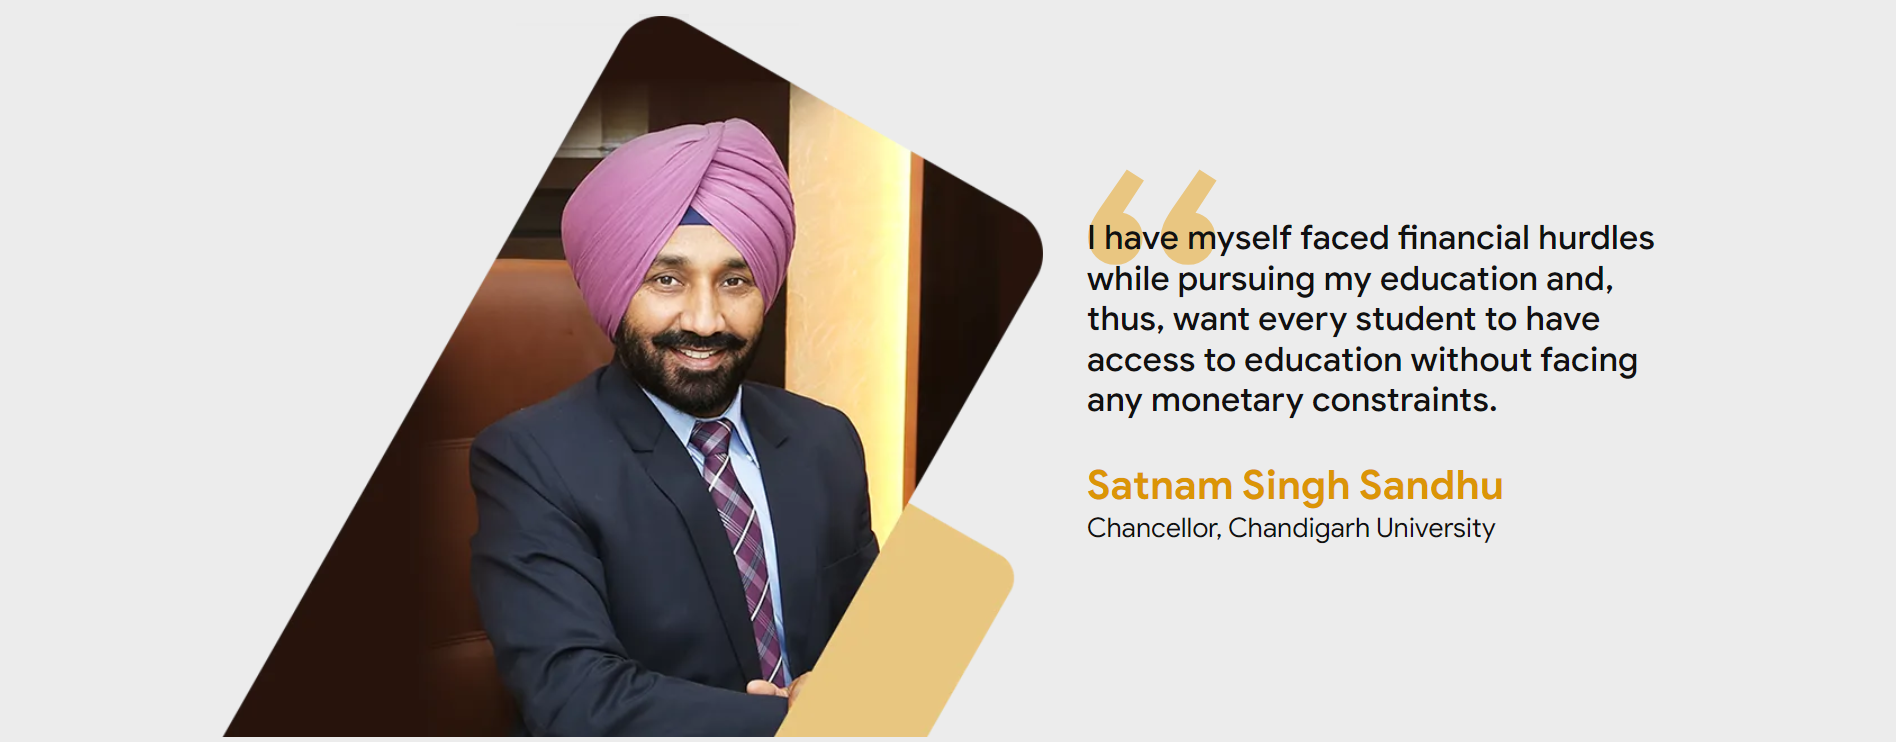 I have myself faced financial hurdles
while pursuing my education and,
thus, want every student to have
access to education without facing
any monetary constraints.
Satnam Singh Sandhu
Chancellor, Chandigarh University